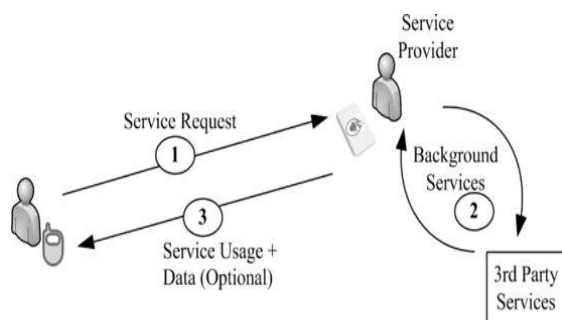 Service
Provider
Service Request
1
Background
Services
2
3
Service Usage +
Data (Optional)
3rd Party
Services